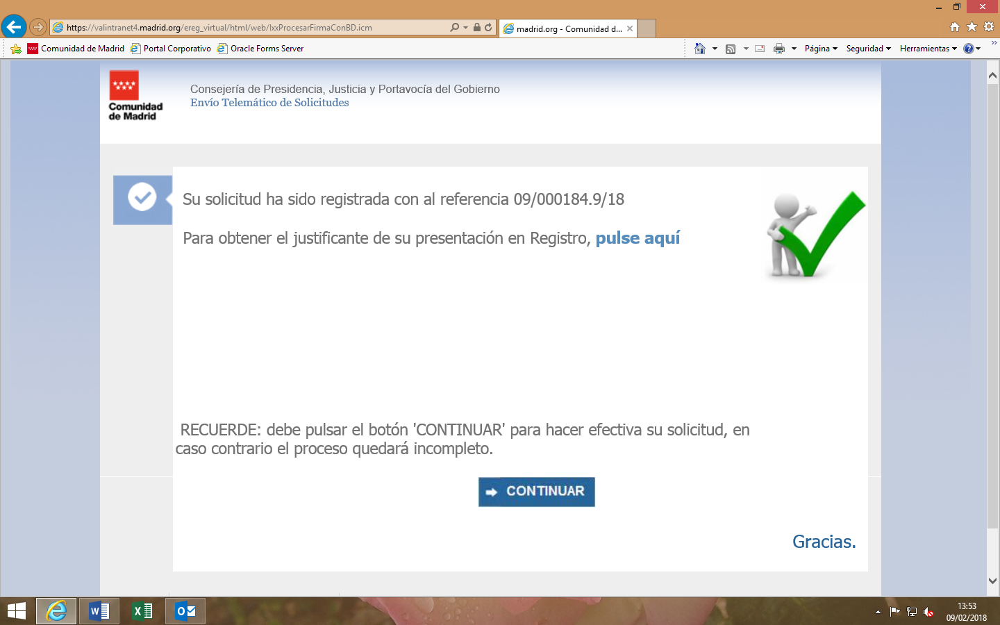 https://valintranet4.madrid.org/ereg_virtual/html/web/IxxProcesarFirmaConBD.icm
madrid.org - Comunidad d...
Comunidad de Madrid
Portal Corporativo
Oracle Forms Server
Página
Seguridad
Herramientas
Comunidad
de Madrid
Consejería de Presidencia, Justicia y Portavocía del Gobierno
Envío Telemático de Solicitudes
Su solicitud ha sido registrada con al referencia 09/000184.9/18
Para obtener el justificante de su presentación en Registro, pulse aquí
RECUERDE: debe pulsar el botón 'CONTINUAR' para hacer efectiva su solicitud, en
caso contrario el proceso quedará incompleto.
CONTINUAR
Gracias.
13:53
09/02/2018